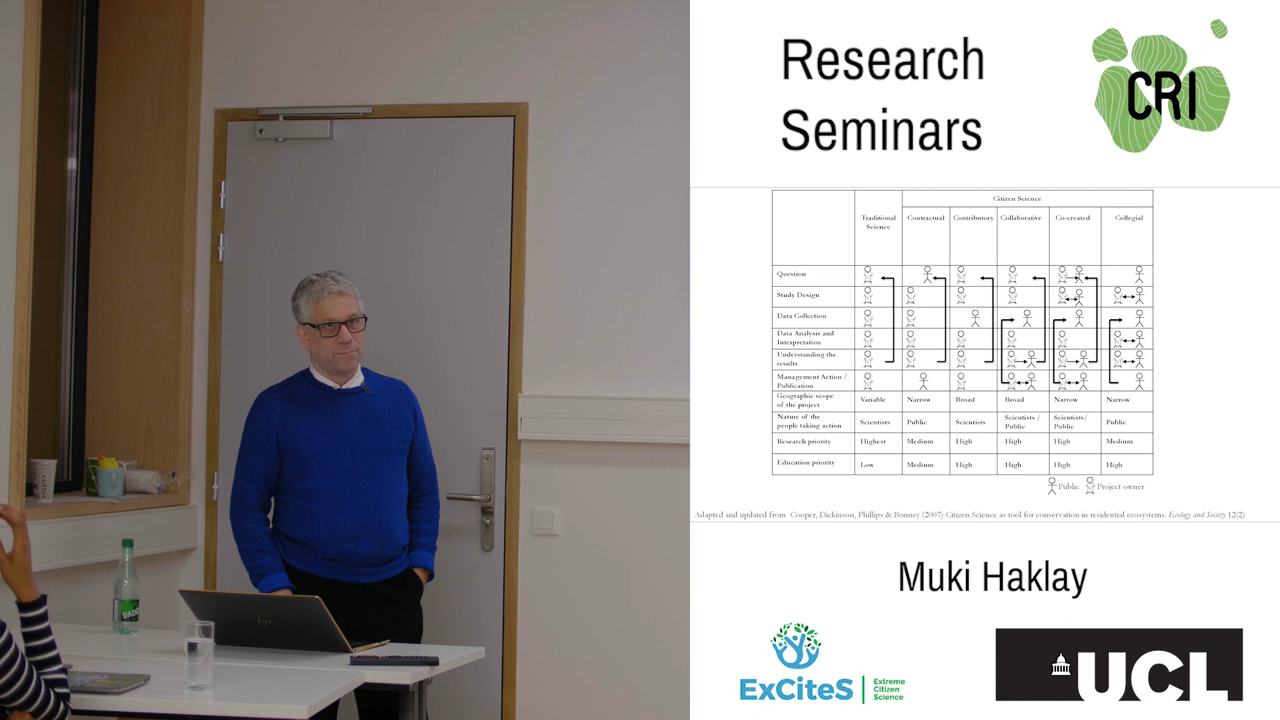 Research
Seminars
CRI
Citizen Science
Traditional Science
Contractual
Contributory
Collaborative
Co-created
Collegial
Question
Study Design
Data Collection
Data Analysis and
Interpretation
Understanding the
results
Management Action /
Publication
Geographic scope
of the project
Variable
Narrow
Broad
Broad
Narrow
Narrow
Nature of the
people taking action
Scientists
Public
Scientists
Scientists /
Public
Scientists/
Public
Public
Research priority
Highest
Medium
High
High
High
Medium
Education priority
Low
Medium
High
High
High
High
Public
Project owner
Adapted and updated from Cooper, Dickinson, Phillips & Bonney (2007) Citizen Science as tool for conservation in residential ecosystems. Ecology and Society 12(2)
Muki Haklay
ExCiteS
Extreme
Citizen
Science
UCL
hp